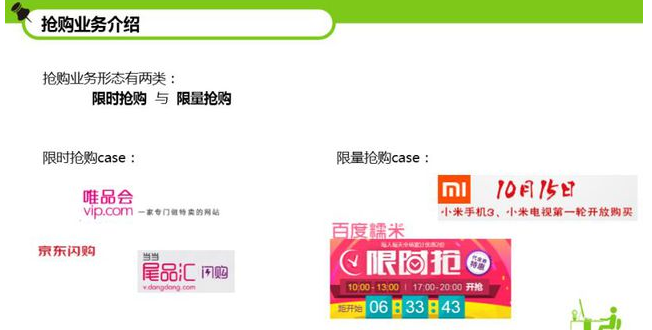 抢购业务介绍
抢购业务形态有两类：
限时抢购 与 限量抢购
限时抢购case：
唯品会
vip.com 一家专门做特卖的网站
京东闪购
当当
尾品汇 闪购
v.dangdang.com
限量抢购case：
mi 10月15日
小米手机3、小米电视第一轮开放购买
百度糯米
限囤抢
特惠
10:00 - 13:00 | 17:00-20:00 开抢
距开始 06 : 33 : 43